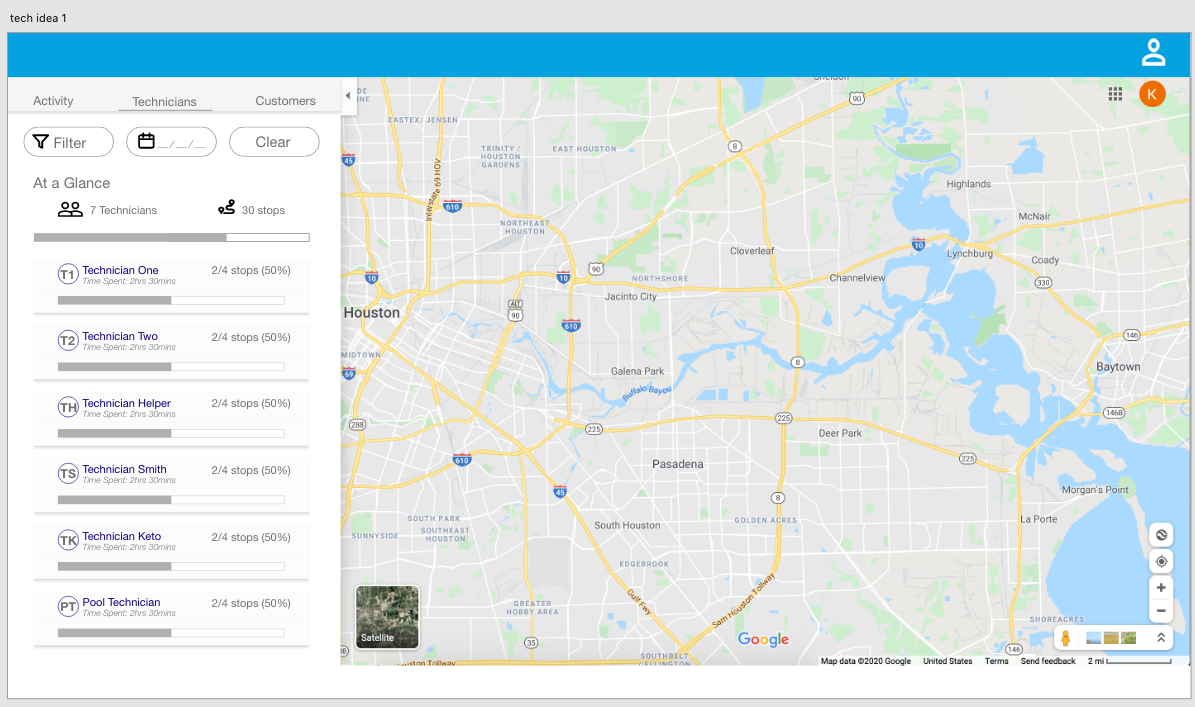 tech idea 1
Activity
Technicians
Customers
Filter
__/__/__
Clear
At a Glance
7 Technicians
30 stops
T1
Technician One
2/4 stops (50%)
Time Spent: 2hrs 30mins
T2
Technician Two
2/4 stops (50%)
Time Spent: 2hrs 30mins
TH
Technician Helper
2/4 stops (50%)
Time Spent: 2hrs 30mins
TS
Technician Smith
2/4 stops (50%)
Time Spent: 2hrs 30mins
TK
Technician Keto
2/4 stops (50%)
Time Spent: 2hrs 30mins
PT
Pool Technician
2/4 stops (50%)
Time Spent: 2hrs 30mins
K
90
EASTEX / JENSEN
8
TRINITY /
HOUSTON
GARDENS
EAST HOUSTON
45
Interstate 69 HOV
Highlands
610
McNair
NORTHEAST
HOUSTON
10
Cloverleaf
Lynchburg
Coady
10
10
90
NORTHSHORE
Channelview
330
Jacinto City
ALT
90
Houston
610
146
MIDTOWN
8
Baytown
69
Galena Park
Buffalo Bayou
146B
288
225
225
Deer Park
225
610
Pasadena
45
8
Morgan's Point
SOUTH PARK
SOUTHEAST
HOUSTON
GOLDEN ACRES
South Houston
La Porte
SUNNYSIDE
EDGEBROOK
Gulf Fwy
Sam Houston Tollway
GREATER
HOBBY AREA
SHOREACRES
Satellite
35
Google
146
SOUTHBELT
/ ELLINGTON
Map data ©2020 Google
United States
Terms
Send feedback
2 mi